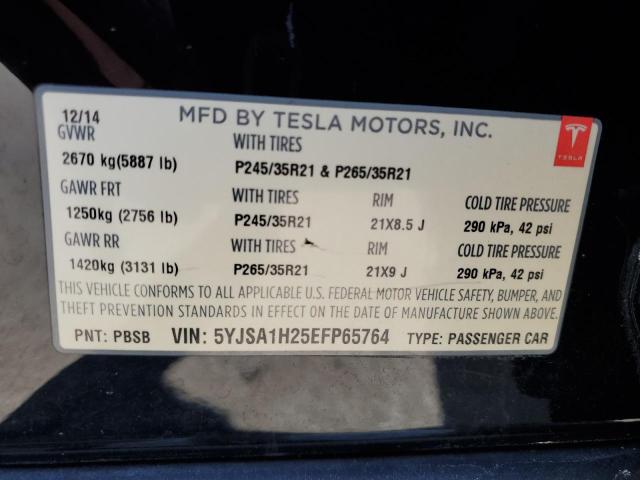 12/14 MFD BY TESLA MOTORS, INC.
GVWR WITH TIRES
2670 kg(5887 lb) P245/35R21 & P265/35R21
TESLA
GAWR FRT WITH TIRES RIM COLD TIRE PRESSURE
1250kg (2756 lb) P245/35R21 21X8.5 J 290 kPa, 42 psi
GAWR RR WITH TIRES RIM COLD TIRE PRESSURE
1420kg (3131 lb) P265/35R21 21X9 J 290 kPa, 42 psi
THIS VEHICLE CONFORMS TO ALL APPLICABLE U.S. FEDERAL MOTOR VEHICLE SAFETY, BUMPER, AND
THEFT PREVENTION STANDARDS IN EFFECT ON THE DATE OF MANUFACTURE SHOWN ABOVE.
PNT: PBSB VIN: 5YJSA1H25EFP65764 TYPE: PASSENGER CAR